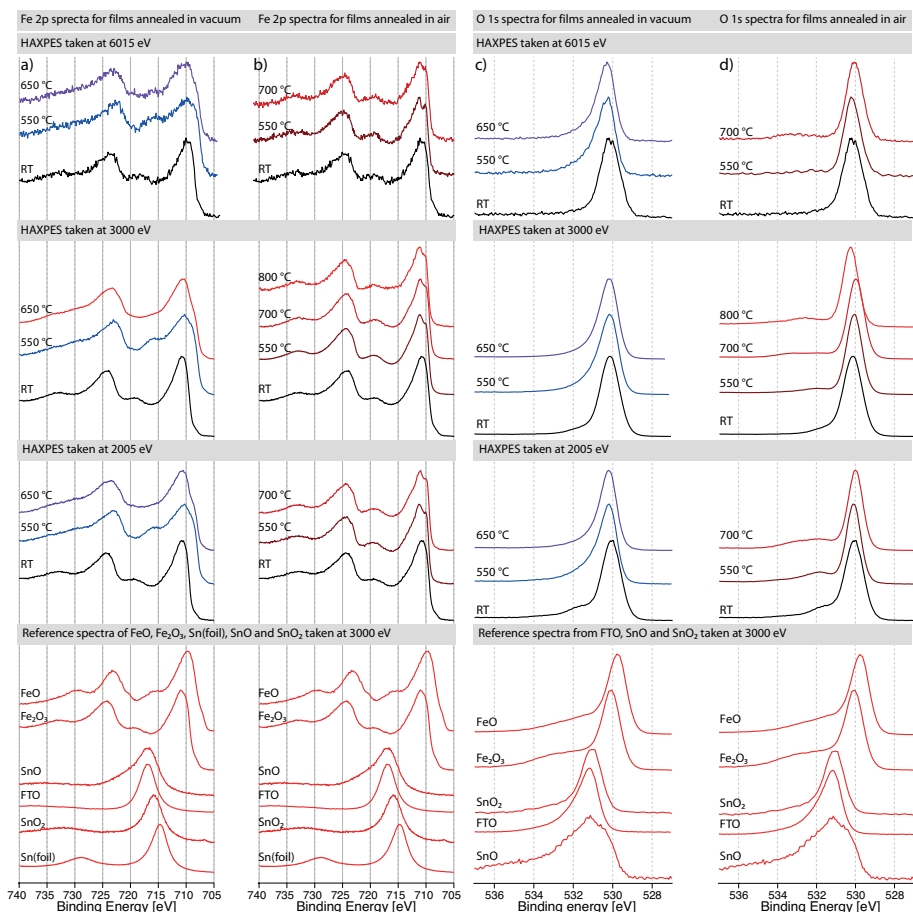 Fe 2p sprecta for films annealed in vacuum
Fe 2p spectra for films annealed in air
O 1s spectra for films annealed in vacuum
O 1s spectra for films annealed in air
HAXPES taken at 6015 eV
HAXPES taken at 6015 eV
a)
b)
c)
d)
650 °C
550 °C
RT
700 °C
550 °C
RT
650 °C
550 °C
RT
700 °C
550 °C
RT
HAXPES taken at 3000 eV
HAXPES taken at 3000 eV
650 °C
550 °C
RT
800 °C
700 °C
550 °C
RT
650 °C
550 °C
RT
800 °C
700 °C
550 °C
RT
HAXPES taken at 2005 eV
HAXPES taken at 2005 eV
650 °C
550 °C
RT
700 °C
550 °C
RT
650 °C
550 °C
RT
700 °C
550 °C
RT
Reference spectra of FeO, Fe₂O₃, Sn(foil), SnO and SnO₂ taken at 3000 eV
Reference spectra from FTO, SnO and SnO₂ taken at 3000 eV
FeO
Fe₂O₃
SnO
FTO
SnO₂
Sn(foil)
FeO
Fe₂O₃
SnO
FTO
SnO₂
Sn(foil)
FeO
Fe₂O₃
SnO₂
FTO
SnO
FeO
Fe₂O₃
SnO₂
FTO
SnO
740 735 730 725 720 715 710 705
740 735 730 725 720 715 710 705
536 534 532 530 528
536 534 532 530 528
Binding Energy [eV]
Binding Energy [eV]
Binding Energy [eV]
Binding Energy [eV]